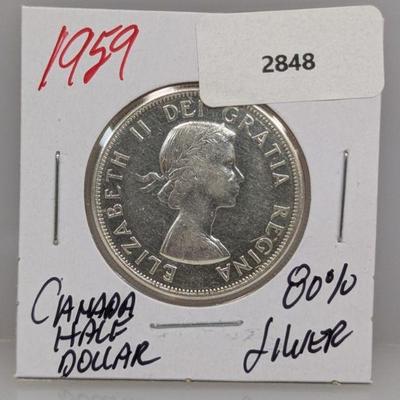 1959
2848
ELIZABETH II DEI GRATIA REGINA
CANADA
HALF
DOLLAR
80%
SILVER